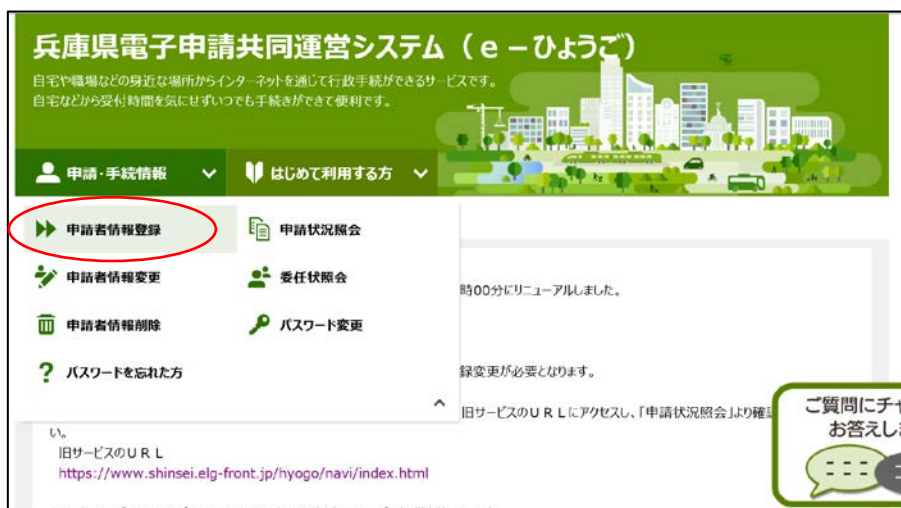 兵庫県電子申請共同運営システム（e－ひょうご）
自宅や職場などの身近な場所からインターネットを通じて行政手続ができるサービスです。
自宅などから受付時間を気にせずいつでも手続きができて便利です。
申請・手続情報
はじめて利用する方
申請者情報登録
申請状況照会
申請者情報変更
委任状照会
時00分にリニューアルしました。
申請者情報削除
パスワード変更
パスワードを忘れた方
録変更が必要となります。
旧サービスのＵＲＬにアクセスし、「申請状況照会」より確認
い。
旧サービスのＵＲＬ
https://www.shinsei.elg-front.jp/hyogo/navi/index.html
ご質問にチャ
お答えしま